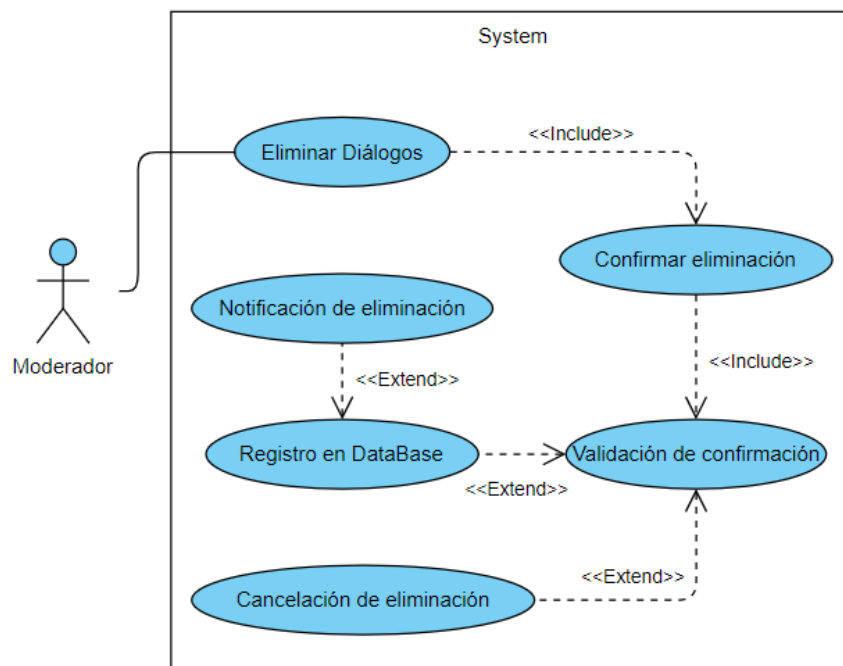 System
Eliminar Diálogos
<<Include>>
Confirmar eliminación
Notificación de eliminación
Moderador
<<Include>>
<<Extend>>
Registro en DataBase
Validación de confirmación
<<Extend>>
<<Extend>>
Cancelación de eliminación